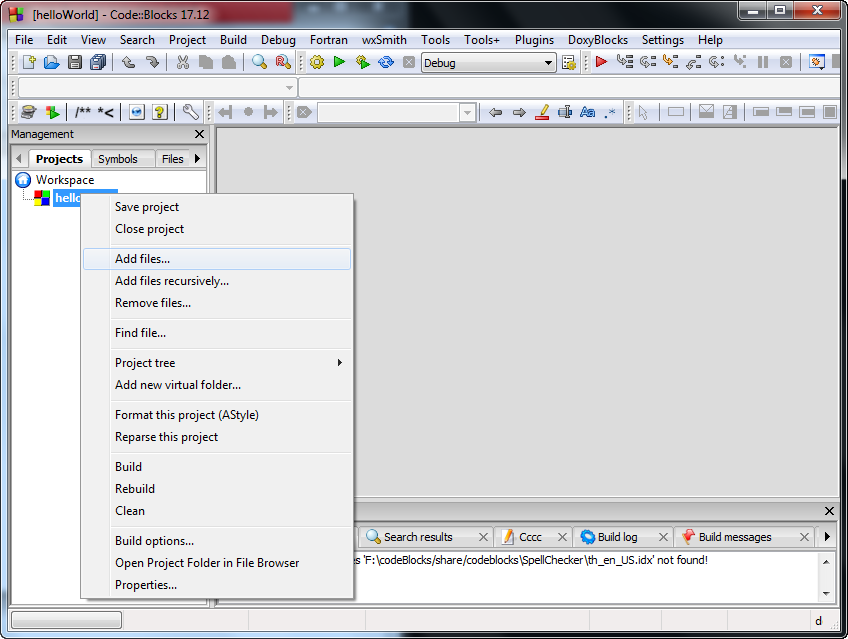 [helloWorld] - Code::Blocks 17.12
File Edit View Search Project Build Debug Fortran wxSmith Tools Tools+ Plugins DoxyBlocks Settings Help
Debug
/** *<
Aa .*
Management
Projects Symbols Files
Workspace
Save project
Close project
Add files...
Add files recursively...
Remove files...
Find file...
Project tree
Add new virtual folder...
Format this project (AStyle)
Reparse this project
Build
Rebuild
Clean
Build options...
Open Project Folder in File Browser
Properties...
Search results Cccc Build log Build messages
'F:\codeBlocks/share/codeblocks\SpellChecker\th_en_US.idx' not found!
d